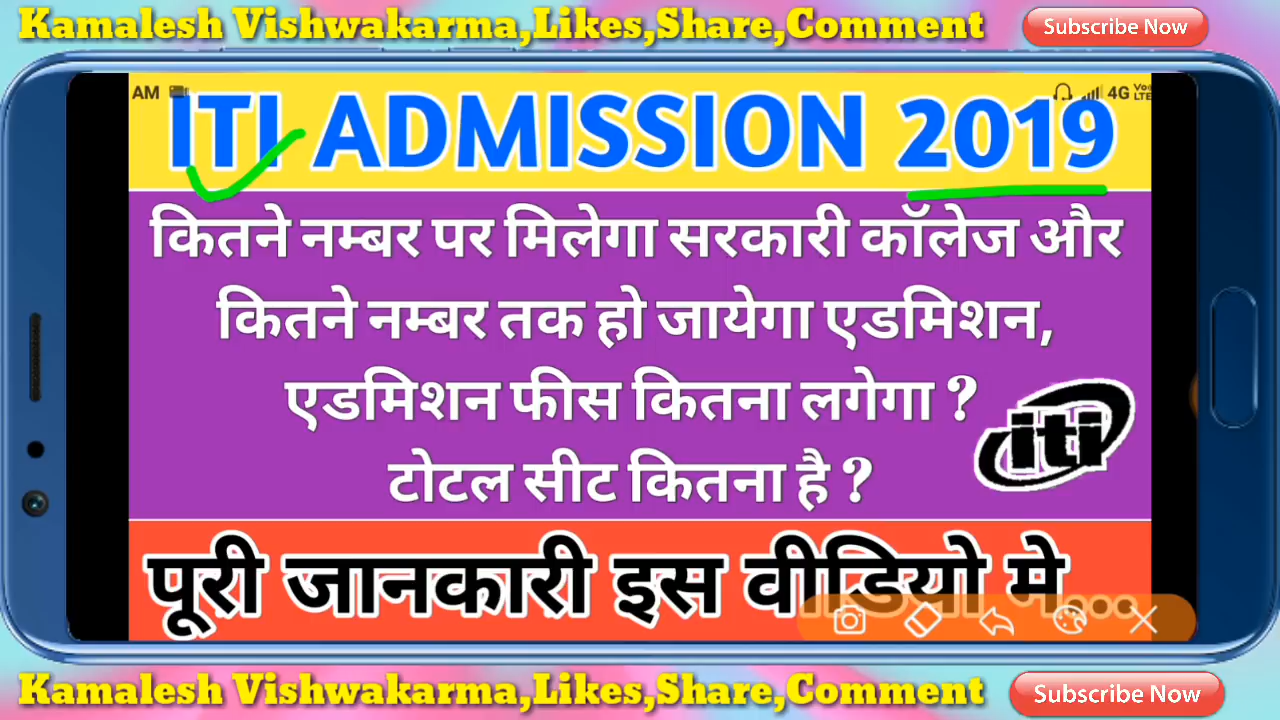 Kamalesh Vishwakarma,Likes,Share,Comment
Subscribe Now
AM
4G
ITI ADMISSION 2019
कितने नम्बर पर मिलेगा सरकारी कॉलेज और
कितने नम्बर तक हो जायेगा एडमिशन,
एडमिशन फीस कितना लगेगा ?
iti
टोटल सीट कितना है ?
पूरी जानकारी इस वीडियो मे...
Kamalesh Vishwakarma,Likes,Share,Comment
Subscribe Now